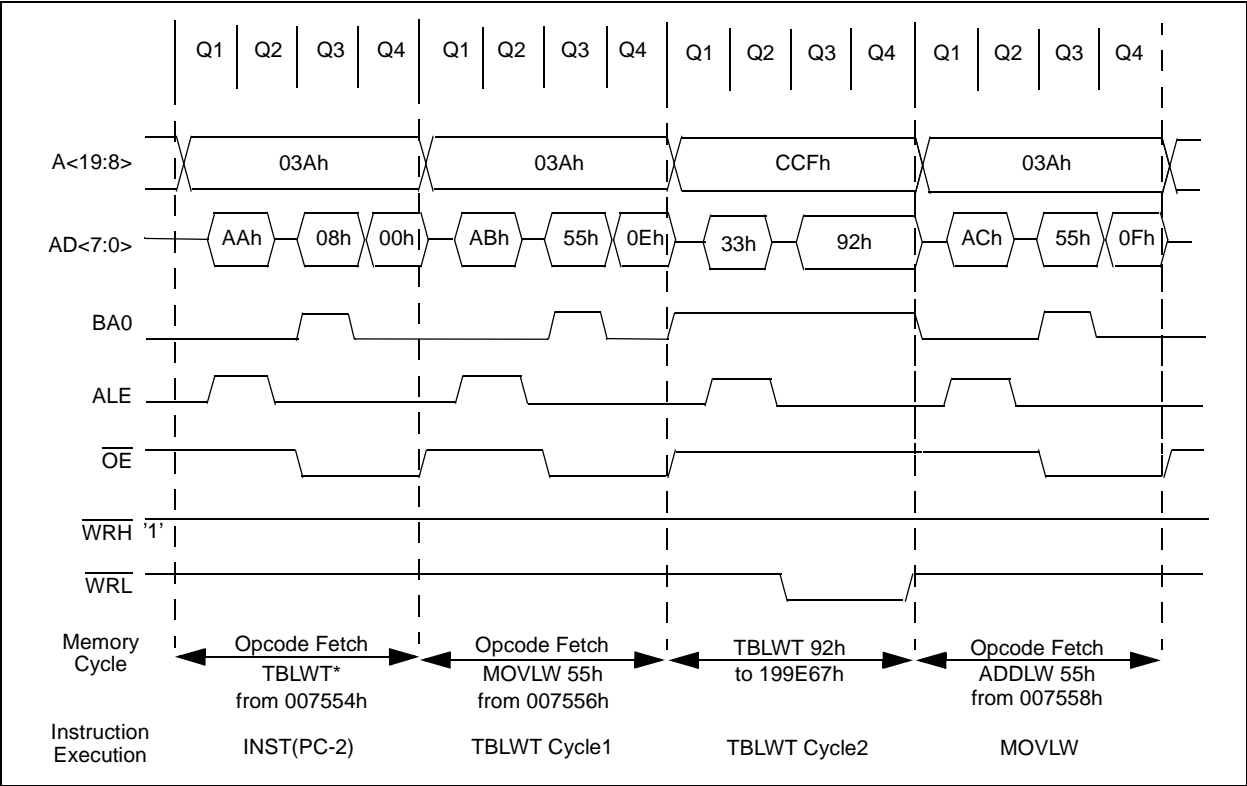 Q1 Q2 Q3 Q4 Q1 Q2 Q3 Q4 Q1 Q2 Q3 Q4 Q1 Q2 Q3 Q4
A<19:8> 03Ah 03Ah CCFh 03Ah
AD<7:0> AAh 08h 00h ABh 55h 0Eh 33h 92h ACh 55h 0Fh
BA0
ALE
OE
WRH '1'
WRL
Memory Cycle
Opcode Fetch
TBLWT*
from 007554h
Opcode Fetch
MOVLW 55h
from 007556h
TBLWT 92h
to 199E67h
Opcode Fetch
ADDLW 55h
from 007558h
Instruction Execution
INST(PC-2) TBLWT Cycle1 TBLWT Cycle2 MOVLW